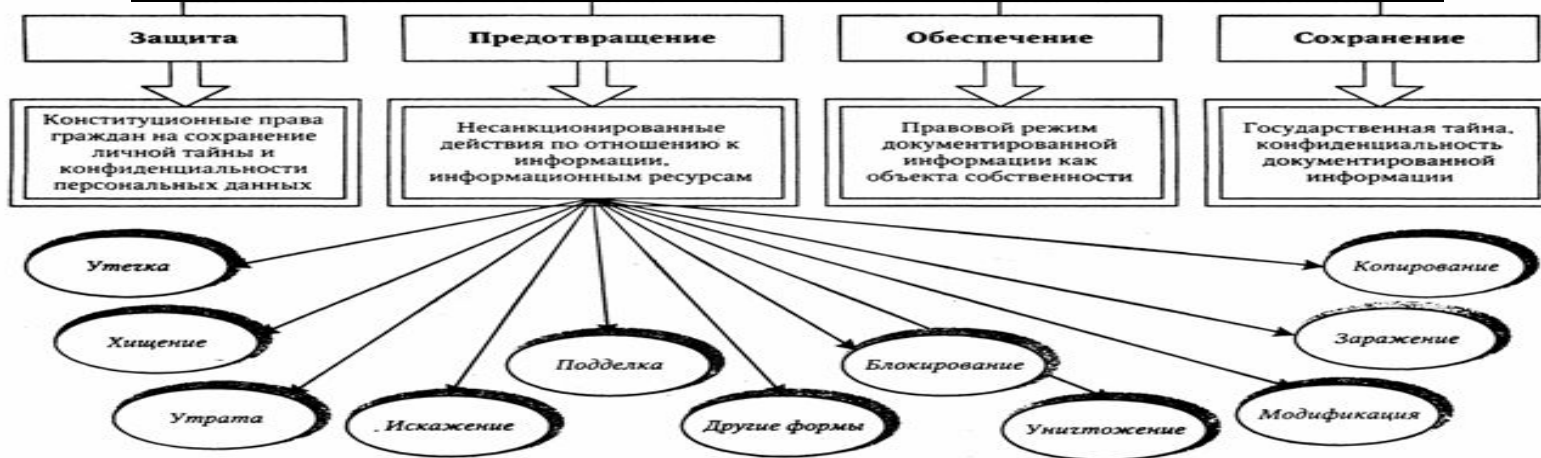 Защита
Предотвращение
Обеспечение
Сохранение
Конституционные права
граждан на сохранение
личной тайны и
конфиденциальности
персональных данных
Несанкционированные
действия по отношению к
информации,
информационным ресурсам
Правовой режим
документированной
информации как
объекта собственности
Государственная тайна,
конфиденциальность
документированной
информации
Утечка
Хищение
Утрата
Искажение
Подделка
Другие формы
Блокирование
Уничтожение
Модификация
Заражение
Копирование